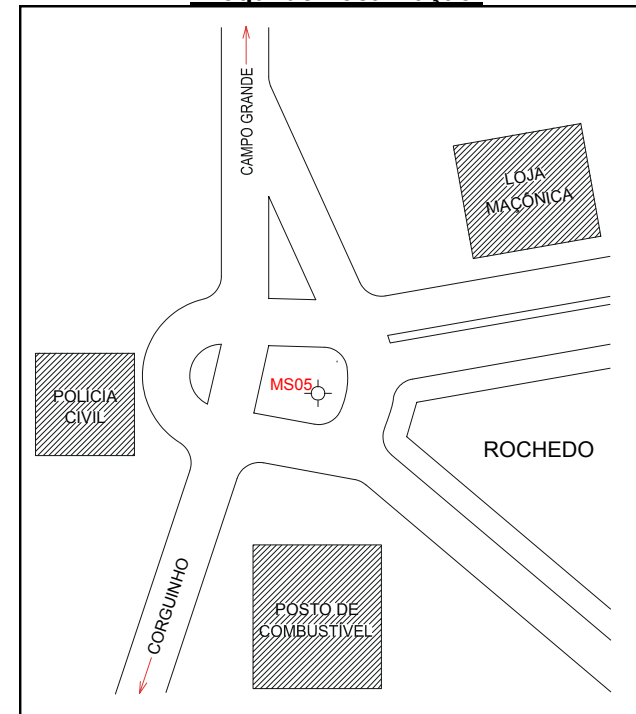 CAMPO GRANDE
LOJA
MAÇÔNICA
MS05
POLÍCIA
CIVIL
ROCHEDO
CORGUINHO
POSTO DE
COMBUSTÍVEL